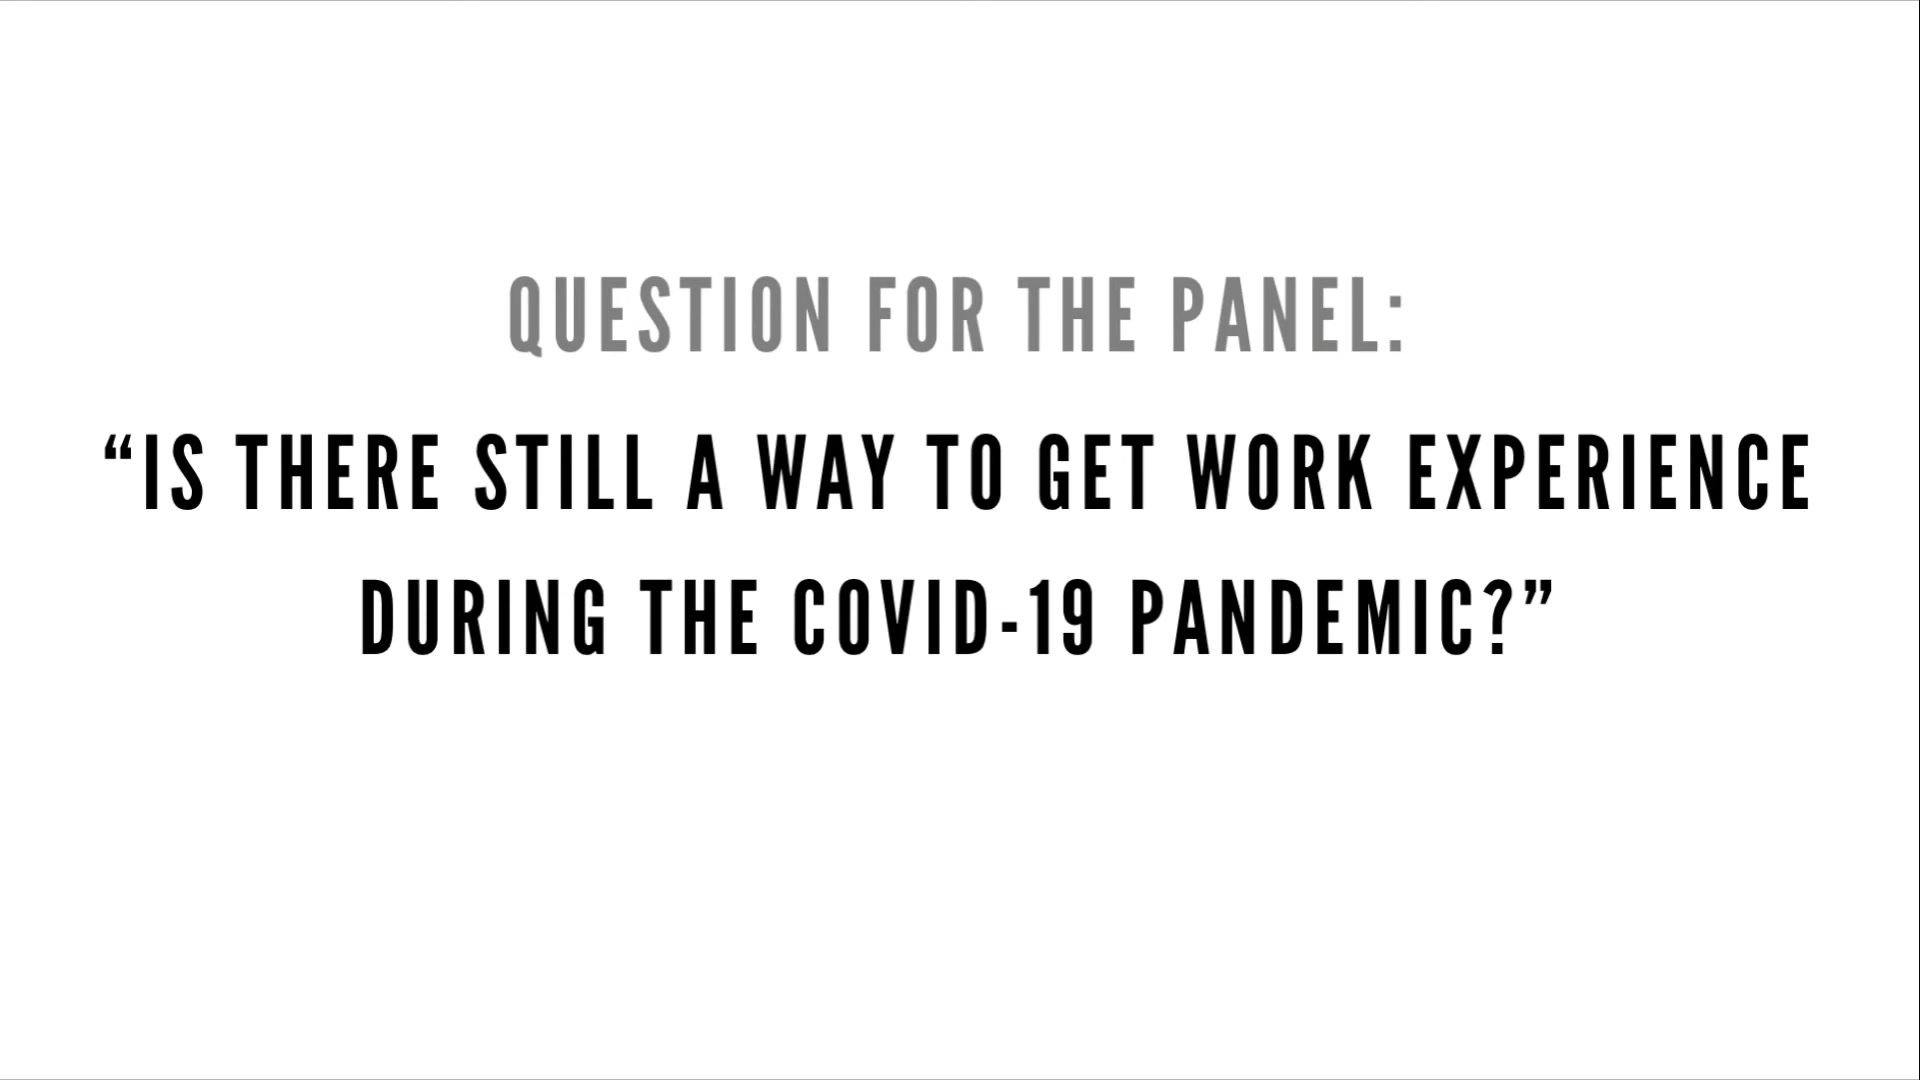 QUESTION FOR THE PANEL:
“IS THERE STILL A WAY TO GET WORK EXPERIENCE
DURING THE COVID-19 PANDEMIC?”